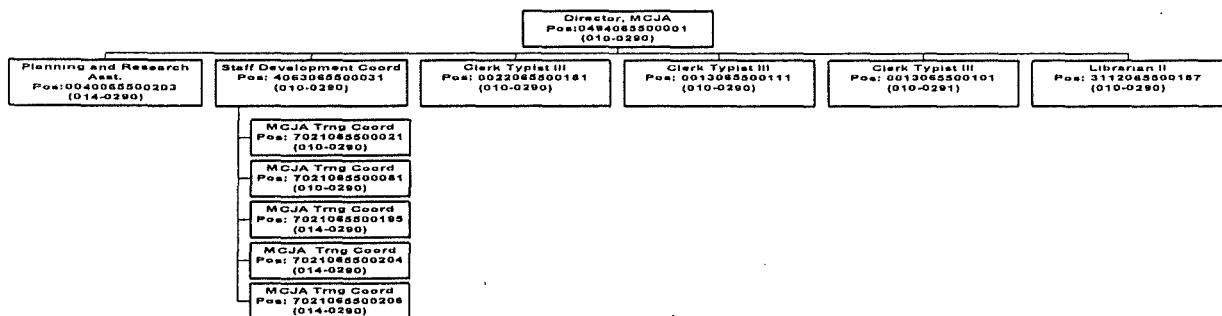 Director, MCJA
Pos:0494065500001
(010-0290)
Planning and Research
Asst.
Pos:0040065500203
(014-0290)
Staff Development Coord
Pos: 4063065500031
(010-0290)
Clerk Typist III
Pos: 0022065500181
(010-0290)
Clerk Typist III
Pos: 0013065500111
(010-0290)
Clerk Typist III
Pos: 0013065500101
(010-0291)
Librarian II
Pos: 3112065500187
(010-0290)
MCJA Trng Coord
Pos: 7021065500021
(010-0290)
MCJA Trng Coord
Pos: 7021065500081
(010-0290)
MCJA Trng Coord
Pos: 7021065500195
(014-0290)
MCJA Trng Coord
Pos: 7021065500204
(014-0290)
MCJA Trng Coord
Pos: 7021065500206
(014-0290)